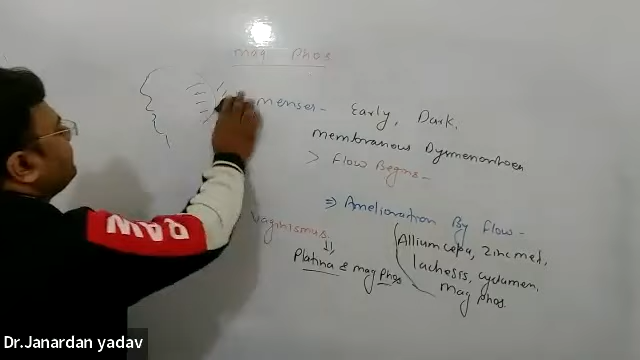 Mag Phos
menses - Early, Dark,
membranous Dysmenorrhoea
> Flow Begins -
⇒ Amelioration By Flow -
Vaginismus
⇓
Platina & mag Phos
Allium cepa, Zinc met,
lachesis, cyclamen,
Mag Phos.
RAW
Dr.Janardan yadav